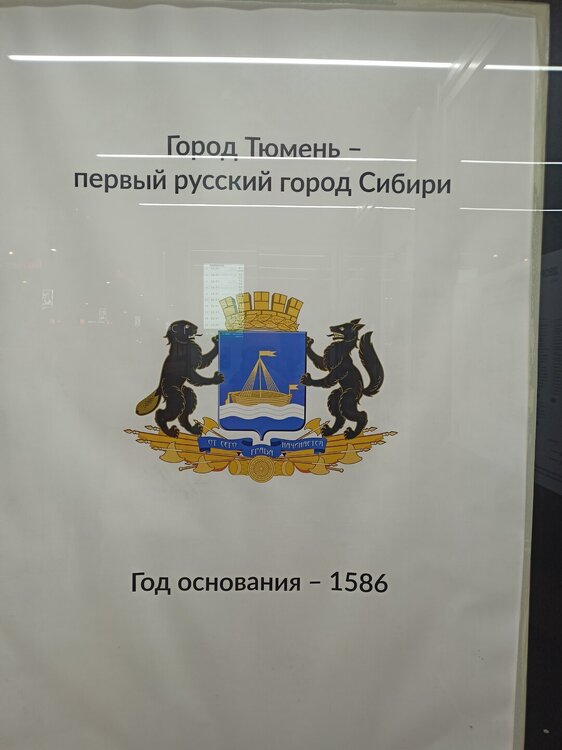 Город Тюмень –
первый русский город Сибири
ОТ СЕГО
ГРАДА
НАЧИНАЕТСЯ
Год основания – 1586